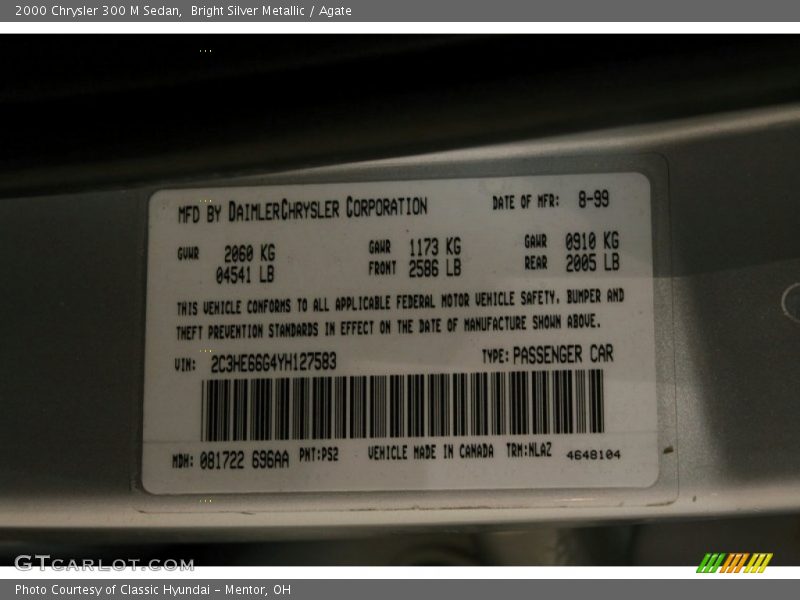 2000 Chrysler 300 M Sedan,  Bright Silver Metallic / Agate
MFD BY DAIMLERCHRYSLER CORPORATION DATE OF MFR: 8-99
GVWR 2060 KG GAWR 1173 KG GAWR 0910 KG
04541 LB FRONT 2586 LB REAR 2005 LB
THIS VEHICLE CONFORMS TO ALL APPLICABLE FEDERAL MOTOR VEHICLE SAFETY, BUMPER AND
THEFT PREVENTION STANDARDS IN EFFECT ON THE DATE OF MANUFACTURE SHOWN ABOVE.
VIN: 2C3HE66G4YH127583 TYPE: PASSENGER CAR
MDH: 081722 696AA PNT:PS2 VEHICLE MADE IN CANADA TRM:NLAZ 4648104
GTCARLOT.COM
Photo Courtesy of Classic Hyundai - Mentor, OH